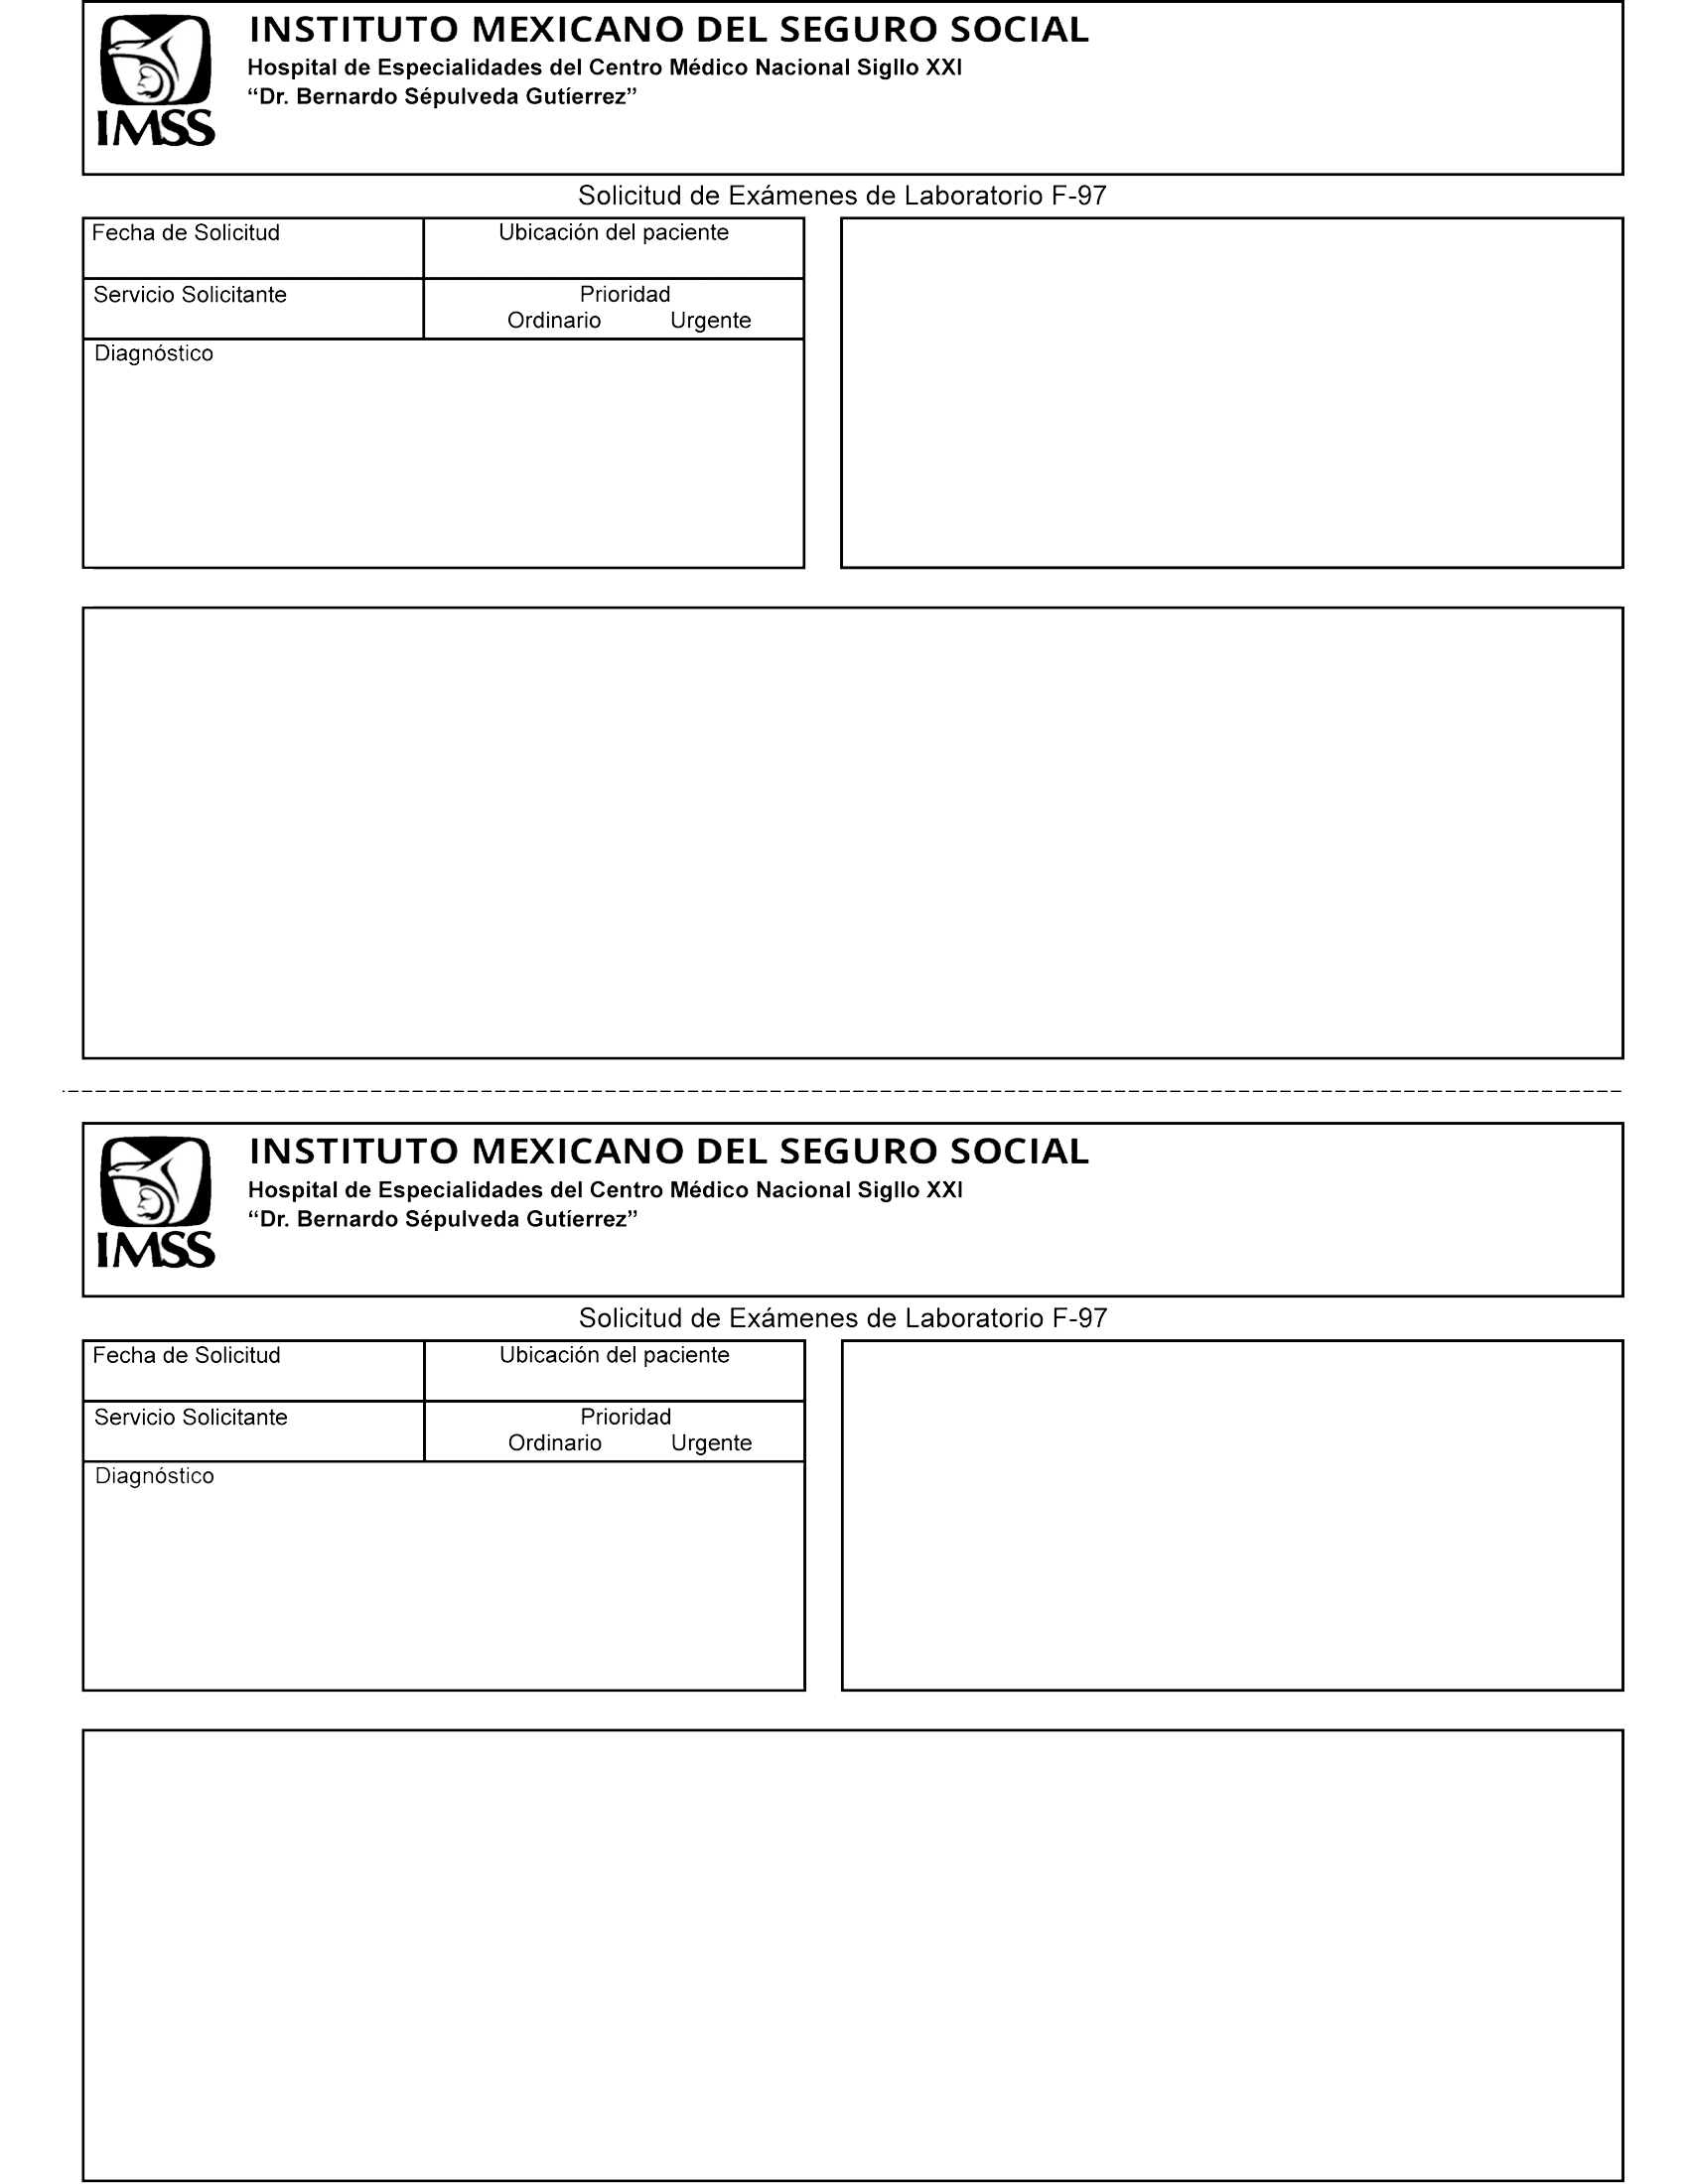 INSTITUTO MEXICANO DEL SEGURO SOCIAL
Hospital de Especialidades del Centro Médico Nacional Sigllo XXI
“Dr. Bernardo Sépulveda Gutíerrez”
IMSS
Solicitud de Exámenes de Laboratorio F-97
Fecha de Solicitud
Ubicación del paciente
Servicio Solicitante
Prioridad
Ordinario Urgente
Diagnóstico
INSTITUTO MEXICANO DEL SEGURO SOCIAL
Hospital de Especialidades del Centro Médico Nacional Sigllo XXI
“Dr. Bernardo Sépulveda Gutíerrez”
IMSS
Solicitud de Exámenes de Laboratorio F-97
Fecha de Solicitud
Ubicación del paciente
Servicio Solicitante
Prioridad
Ordinario Urgente
Diagnóstico